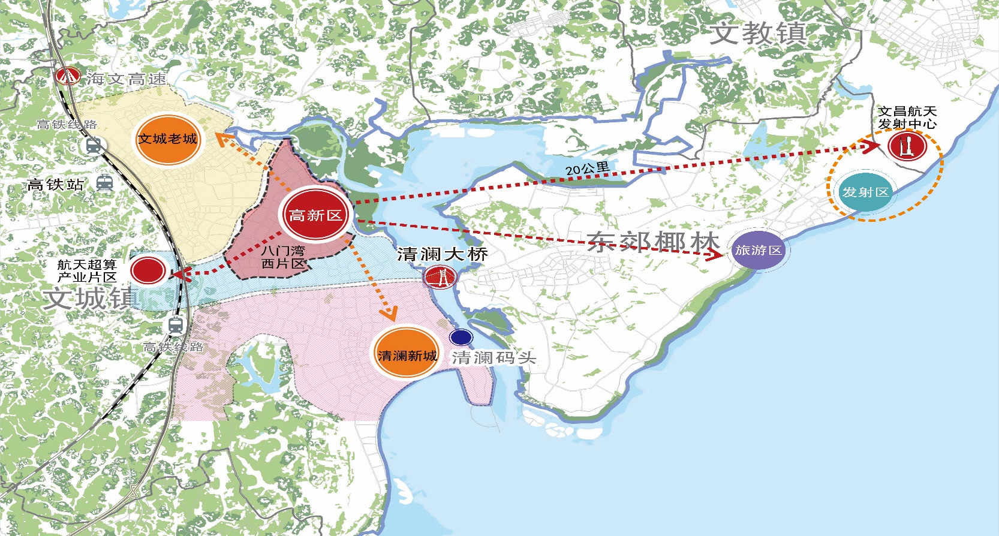 文教镇
海文高速
文昌航天
发射中心
高铁线路
文城老城
20公里
高铁站
发射区
高新区
东郊椰林
旅游区
八门湾
西片区
清澜大桥
航天超算
产业片区
文城镇
高铁线路
清澜新城
清澜码头